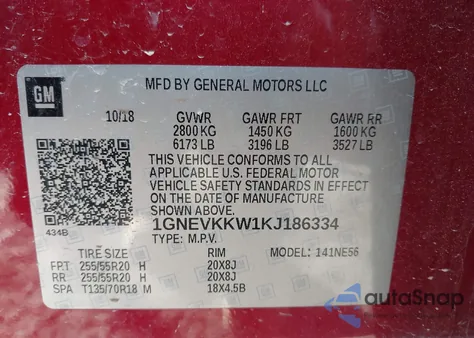 MFD BY GENERAL MOTORS LLC
GM
10/18 GVWR GAWR FRT GAWR RR
2800 KG 1450 KG 1600 KG
6173 LB 3196 LB 3527 LB
THIS VEHICLE CONFORMS TO ALL
APPLICABLE U.S. FEDERAL MOTOR
VEHICLE SAFETY STANDARDS IN EFFECT
ON THE DATE OF MANUFACTURE
SHOWN ABOVE.
1GNEVKKW1KJ186334
434B
TYPE: M.P.V. MODEL: 141NE56
TIRE SIZE RIM
FRT 255/55R20 H 20X8J
RR 255/55R20 H 20X8J
SPA T135/70R18 M 18X4.5B
autoSnap